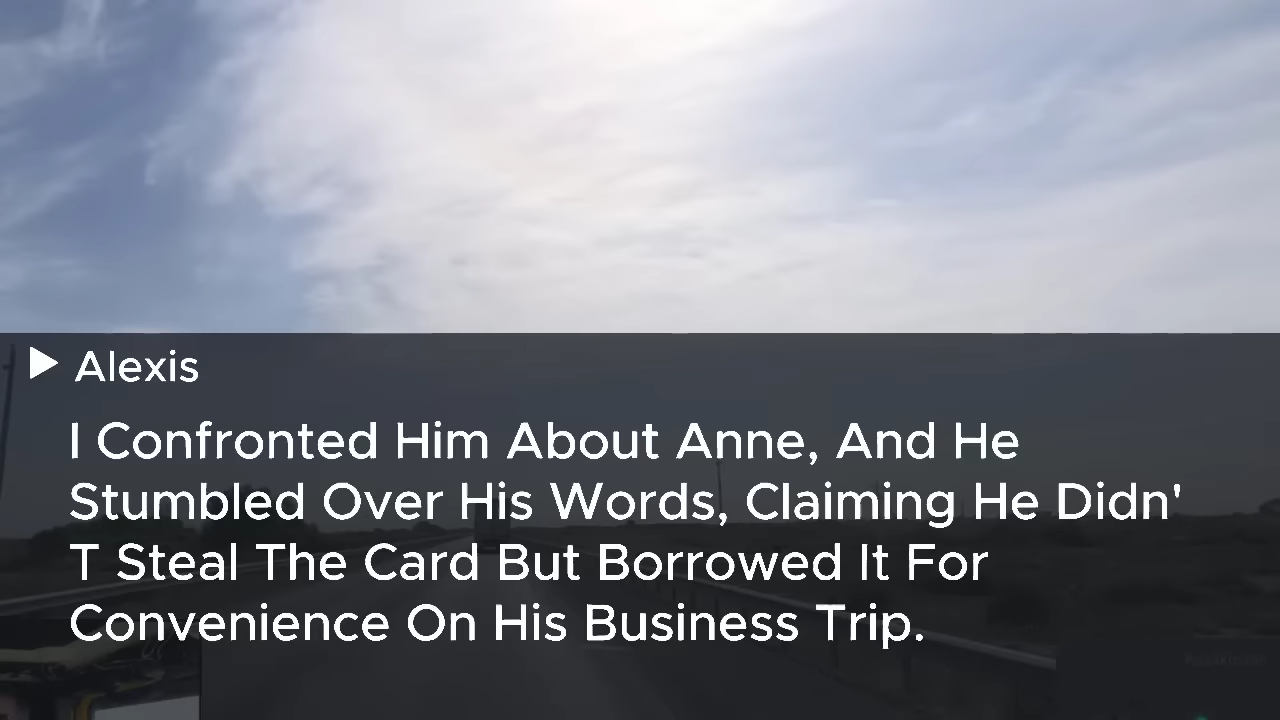 Alexis
I Confronted Him About Anne, And He
Stumbled Over His Words, Claiming He Didn'
T Steal The Card But Borrowed It For
Convenience On His Business Trip.